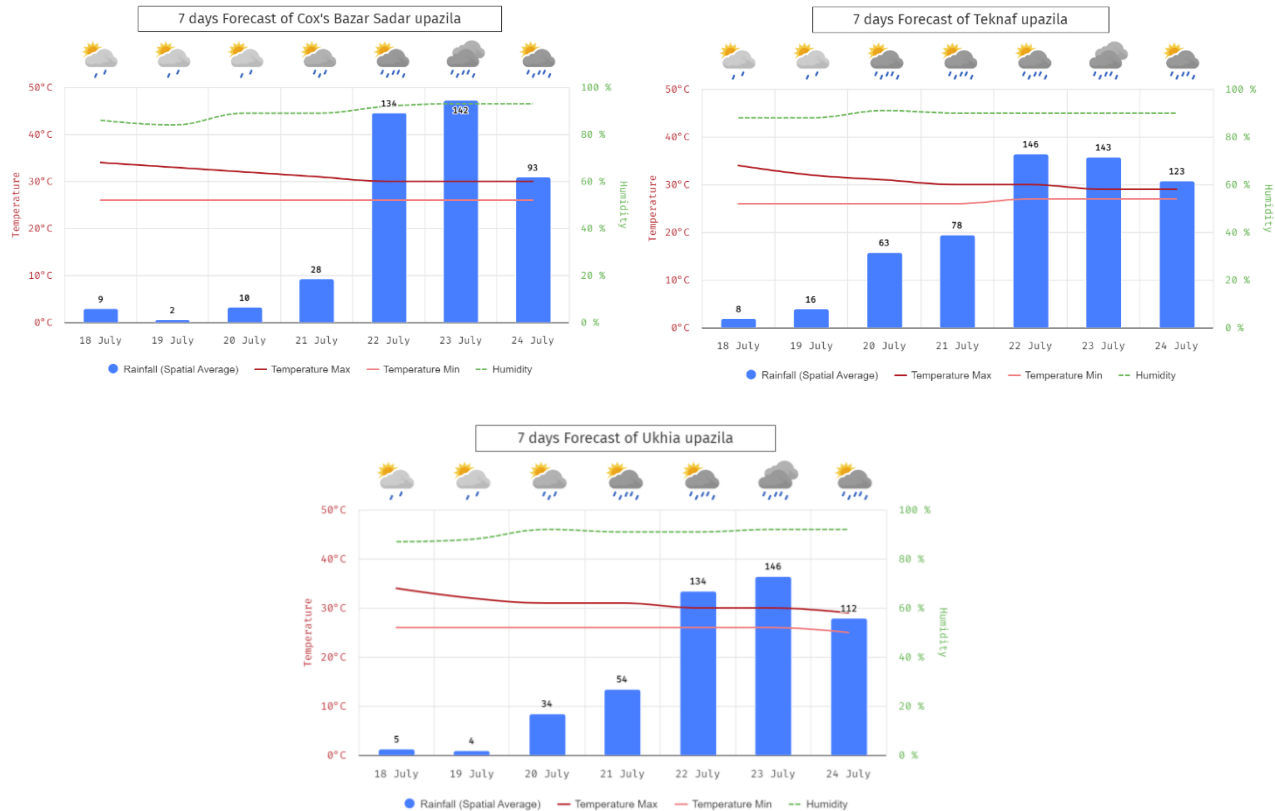 7 days Forecast of Cox's Bazar Sadar upazila
50°C
40°C
30°C
20°C
10°C
0°C
Temperature
100 %
80 %
60 %
40 %
20 %
0 %
Humidity
9
2
10
28
134
142
93
18 July
19 July
20 July
21 July
22 July
23 July
24 July
Rainfall (Spatial Average)
Temperature Max
Temperature Min
Humidity
7 days Forecast of Teknaf upazila
50°C
40°C
30°C
20°C
10°C
0°C
Temperature
100 %
80 %
60 %
40 %
20 %
0 %
Humidity
8
16
63
78
146
143
123
18 July
19 July
20 July
21 July
22 July
23 July
24 July
Rainfall (Spatial Average)
Temperature Max
Temperature Min
Humidity
7 days Forecast of Ukhia upazila
50°C
40°C
30°C
20°C
10°C
0°C
Temperature
100 %
80 %
60 %
40 %
20 %
0 %
Humidity
5
4
34
54
134
146
112
18 July
19 July
20 July
21 July
22 July
23 July
24 July
Rainfall (Spatial Average)
Temperature Max
Temperature Min
Humidity